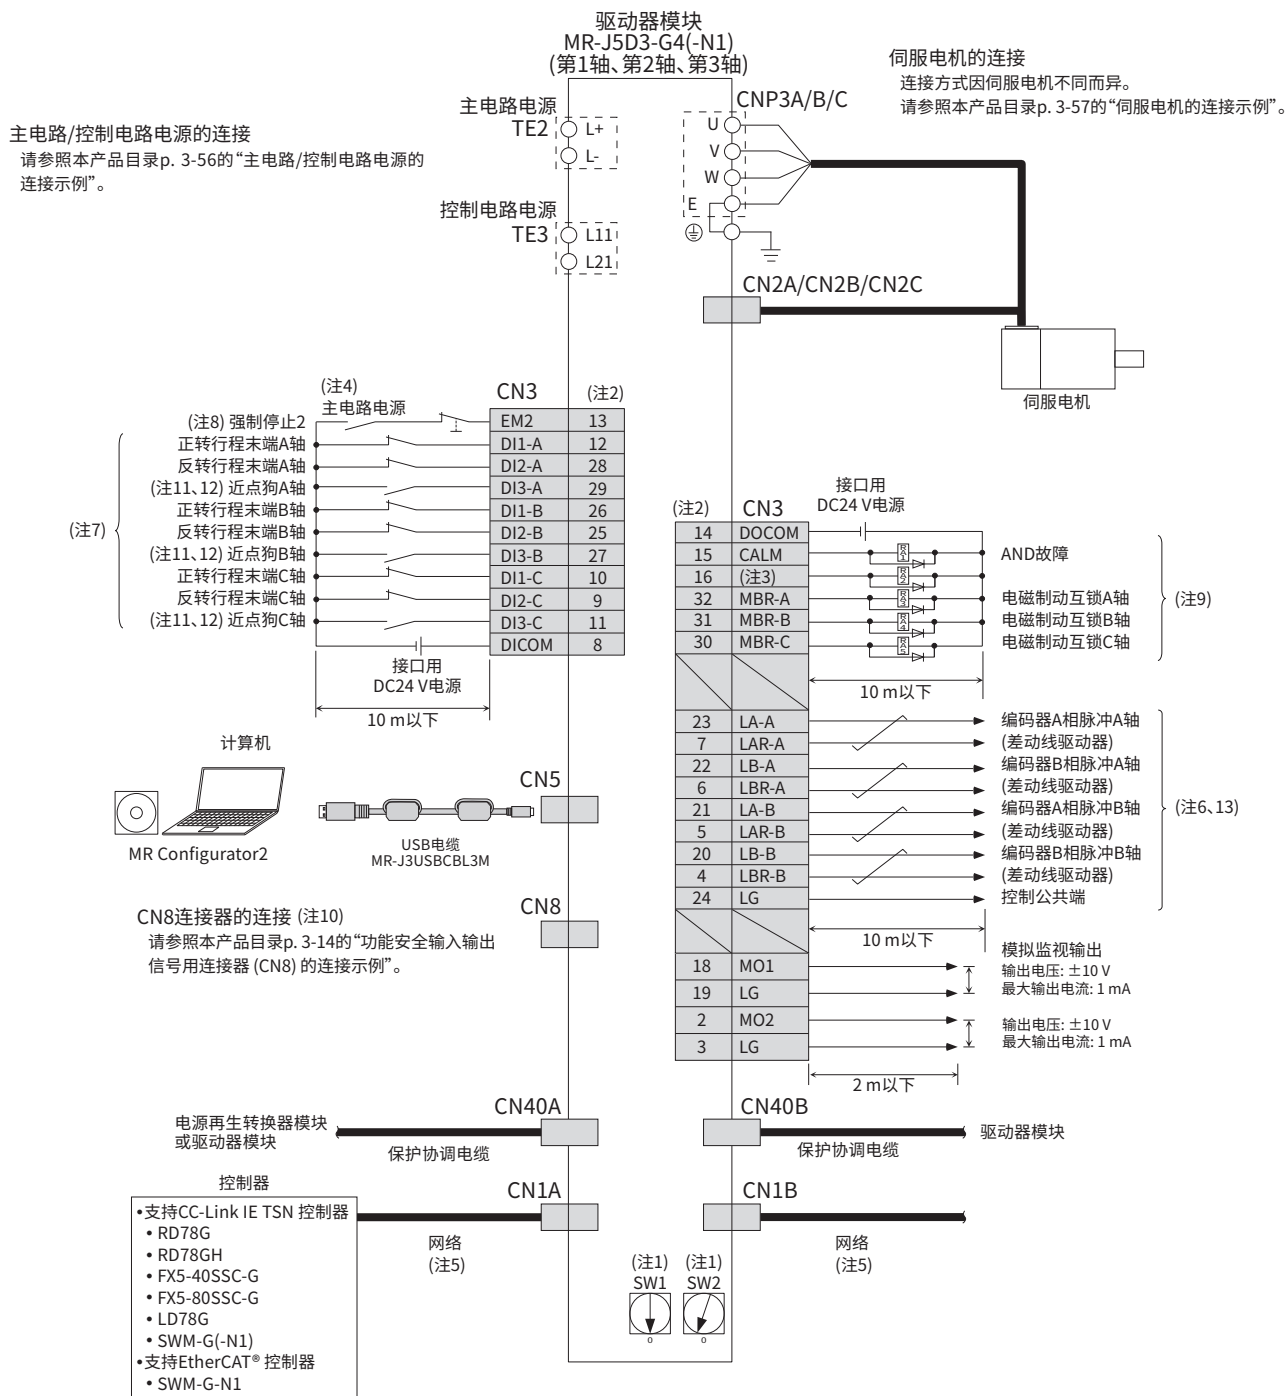 驱动器模块
MR-J5D3-G4(-N1)
(第1轴、第2轴、第3轴)
伺服电机的连接
连接方式因伺服电机不同而异。
请参照本产品目录p. 3-57的“伺服电机的连接示例”。
主电路/控制电路电源的连接
请参照本产品目录p. 3-56的“主电路/控制电路电源的
连接示例”。
主电路电源
TE2
L+
L-
控制电路电源
TE3
L11
L21
CNP3A/B/C
U
V
W
E
CN2A/CN2B/CN2C
伺服电机
(注4)
主电路电源
CN3
(注2)
(注8) 强制停止2
EM2
13
正转行程末端A轴
DI1-A
12
反转行程末端A轴
DI2-A
28
(注11、12) 近点狗A轴
DI3-A
29
正转行程末端B轴
DI1-B
26
(注7)
反转行程末端B轴
DI2-B
25
(注11、12) 近点狗B轴
DI3-B
27
正转行程末端C轴
DI1-C
10
反转行程末端C轴
DI2-C
9
(注11、12) 近点狗C轴
DI3-C
11
DICOM
8
接口用
DC24 V电源
10 m以下
接口用
DC24 V电源
(注2)
CN3
14
DOCOM
15
CALM
RA1
AND故障
16
(注3)
RA2
32
MBR-A
RA3
电磁制动互锁A轴
(注9)
31
MBR-B
RA4
电磁制动互锁B轴
30
MBR-C
RA5
电磁制动互锁C轴
10 m以下
23
LA-A
编码器A相脉冲A轴
7
LAR-A
(差动线驱动器)
22
LB-A
编码器B相脉冲A轴
6
LBR-A
(差动线驱动器)
21
LA-B
编码器A相脉冲B轴
(注6、13)
5
LAR-B
(差动线驱动器)
20
LB-B
编码器B相脉冲B轴
4
LBR-B
(差动线驱动器)
24
LG
控制公共端
10 m以下
模拟监视输出
18
MO1
输出电压: ±10 V
19
LG
最大输出电流: 1 mA
2
MO2
输出电压: ±10 V
3
LG
最大输出电流: 1 mA
2 m以下
计算机
CN5
MR Configurator2
USB电缆
MR-J3USBCBL3M
CN8
CN8连接器的连接 (注10)
请参照本产品目录p. 3-14的“功能安全输入输出
信号用连接器 (CN8) 的连接示例”。
电源再生转换器模块
或驱动器模块
CN40A
保护协调电缆
CN40B
保护协调电缆
驱动器模块
控制器
•支持CC-Link IE TSN 控制器
• RD78G
• RD78GH
• FX5-40SSC-G
• FX5-80SSC-G
• LD78G
• SWM-G(-N1)
•支持EtherCAT® 控制器
• SWM-G-N1
CN1A
网络
(注5)
CN1B
网络
(注5)
(注1)
SW1
0
(注1)
SW2
0